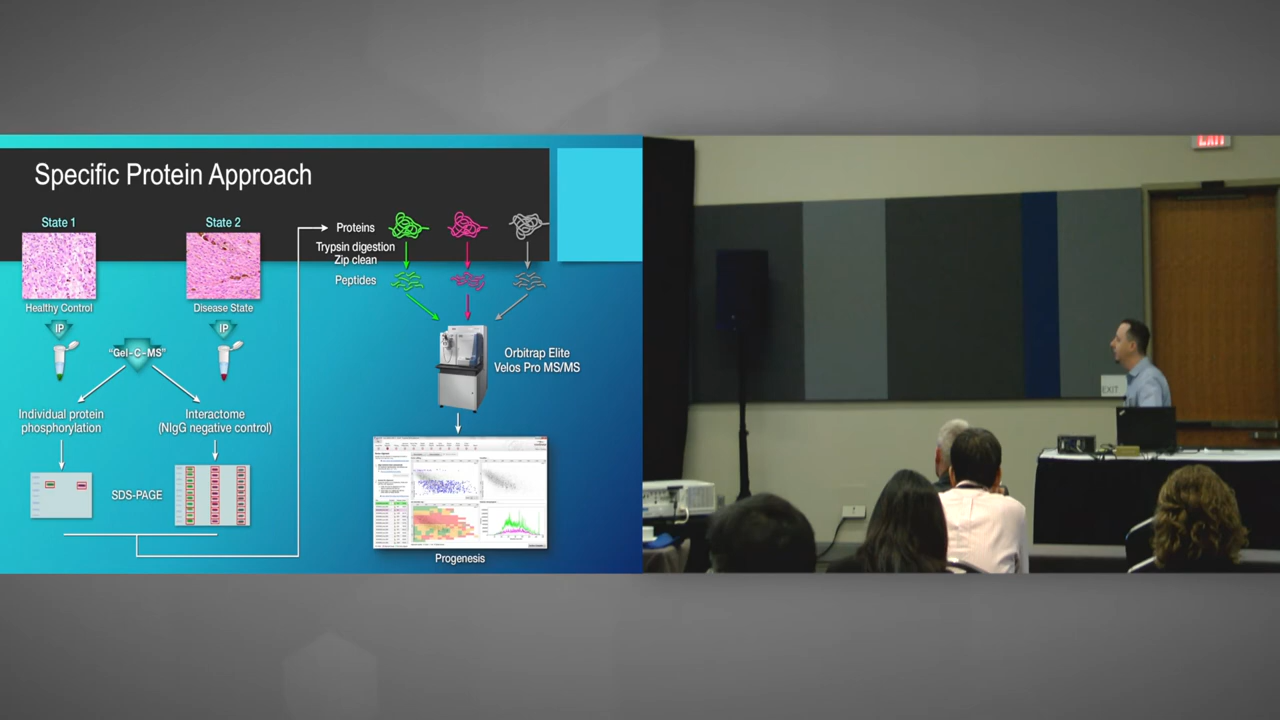 Specific Protein Approach
State 1
State 2
Healthy Control
Disease State
IP
IP
"Gel-C-MS"
Individual protein
phosphorylation
Interactome
(NIgG negative control)
SDS-PAGE
Proteins
Trypsin digestion
Zip clean
Peptides
Orbitrap Elite
Velos Pro MS/MS
Progenesis
EXIT
EXIT